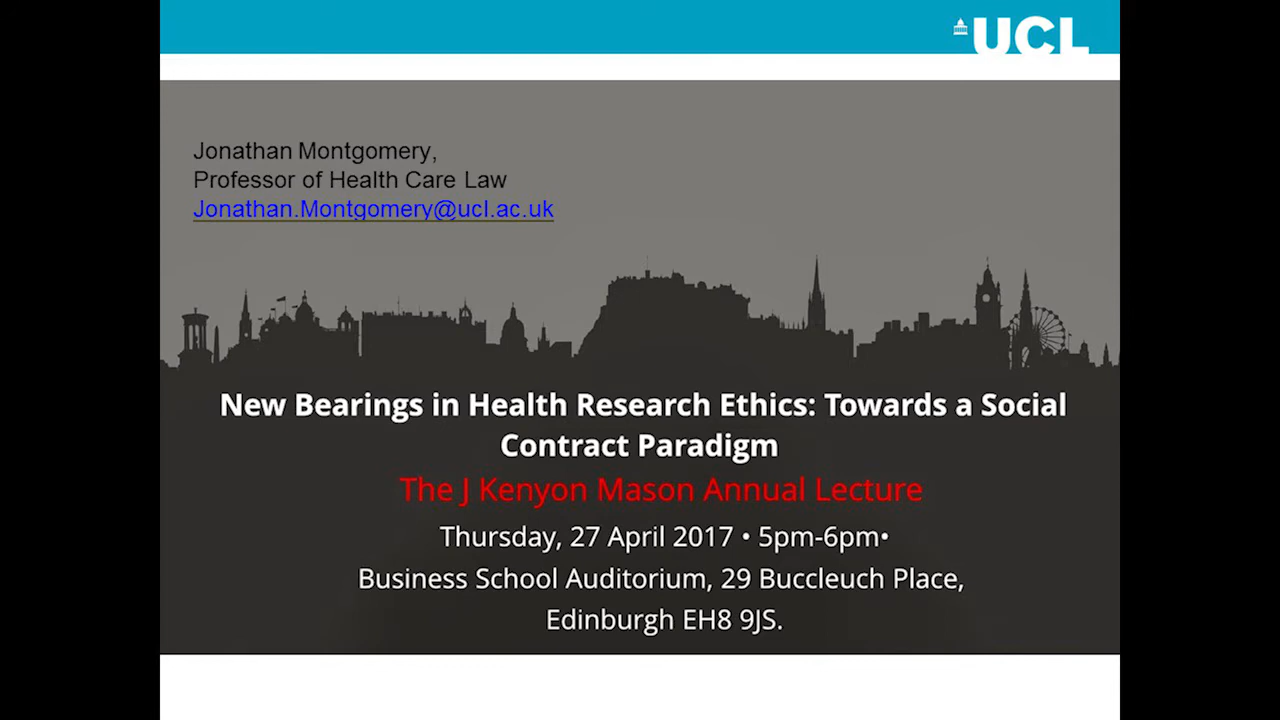 UCL
Jonathan Montgomery,
Professor of Health Care Law
Jonathan.Montgomery@ucl.ac.uk
New Bearings in Health Research Ethics: Towards a Social
Contract Paradigm
The J Kenyon Mason Annual Lecture
Thursday, 27 April 2017 • 5pm-6pm•
Business School Auditorium, 29 Buccleuch Place,
Edinburgh EH8 9JS.